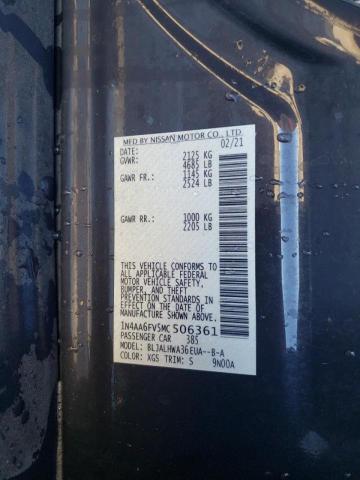 MFD BY NISSAN MOTOR CO., LTD
DATE: 02/21
GVWR: 2125 KG
4685 LB
GAWR FR.: 1145 KG
2524 LB
GAWR RR.: 1000 KG
2205 LB
THIS VEHICLE CONFORMS TO
ALL APPLICABLE FEDERAL
MOTOR VEHICLE SAFETY,
BUMPER, AND THEFT
PREVENTION STANDARDS IN
EFFECT ON THE DATE OF
MANUFACTURE SHOWN ABOVE.
1N4AA6FV5MC506361
PASSENGER CAR 385
MODEL: BLJALHWA36EUA--B-A
COLOR: XGS TRIM: S 9N00A